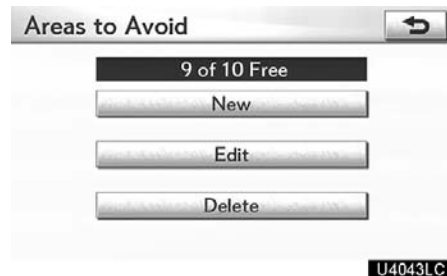 Areas to Avoid
9 of 10 Free
New
Edit
Delete
U4043LC